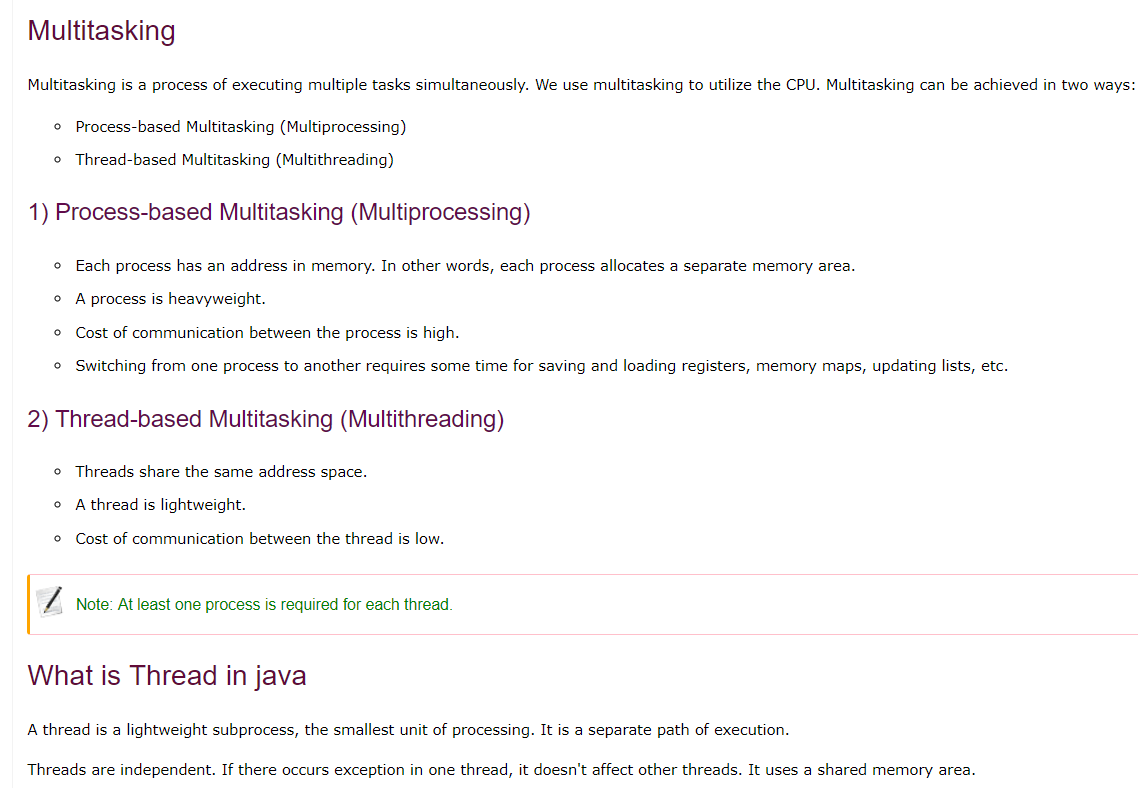 Multitasking
Multitasking is a process of executing multiple tasks simultaneously. We use multitasking to utilize the CPU. Multitasking can be achieved in two ways:
Process-based Multitasking (Multiprocessing)
Thread-based Multitasking (Multithreading)
1) Process-based Multitasking (Multiprocessing)
Each process has an address in memory. In other words, each process allocates a separate memory area.
A process is heavyweight.
Cost of communication between the process is high.
Switching from one process to another requires some time for saving and loading registers, memory maps, updating lists, etc.
2) Thread-based Multitasking (Multithreading)
Threads share the same address space.
A thread is lightweight.
Cost of communication between the thread is low.
Note: At least one process is required for each thread.
What is Thread in java
A thread is a lightweight subprocess, the smallest unit of processing. It is a separate path of execution.
Threads are independent. If there occurs exception in one thread, it doesn't affect other threads. It uses a shared memory area.